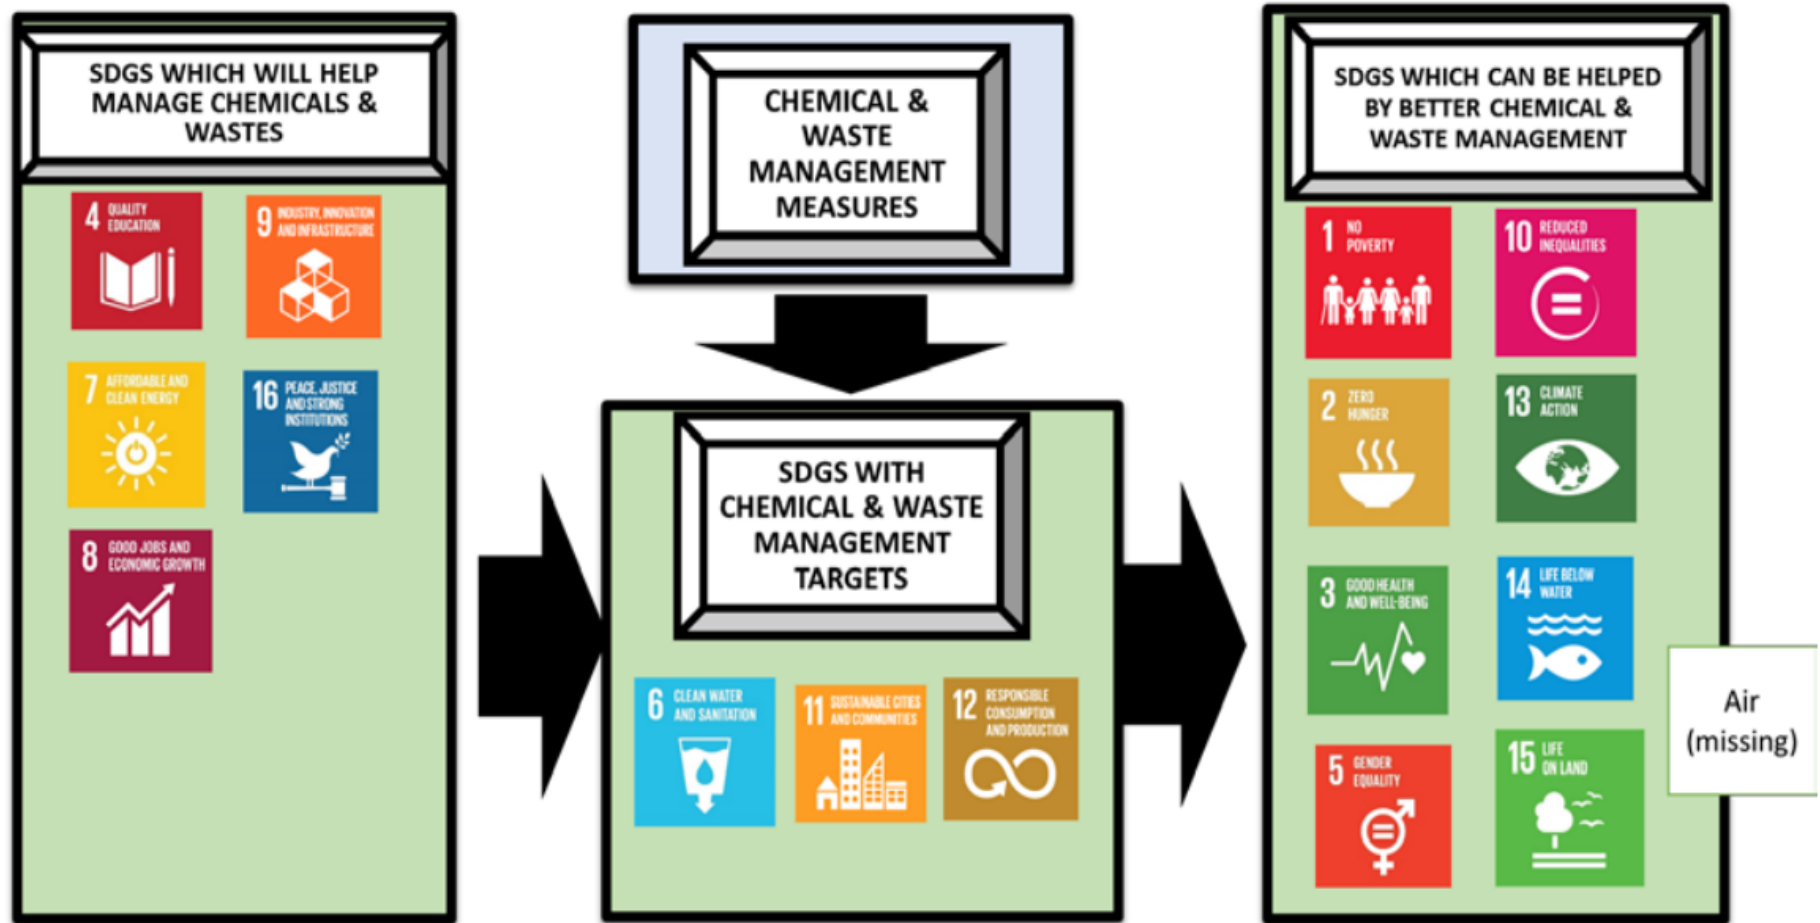 SDGS WHICH WILL HELP
MANAGE CHEMICALS &
WASTES
4 QUALITY
EDUCATION
9 INDUSTRY, INNOVATION
AND INFRASTRUCTURE
7 AFFORDABLE AND
CLEAN ENERGY
16 PEACE, JUSTICE
AND STRONG
INSTITUTIONS
8 GOOD JOBS AND
ECONOMIC GROWTH
CHEMICAL &
WASTE
MANAGEMENT
MEASURES
SDGS WITH
CHEMICAL & WASTE
MANAGEMENT
TARGETS
6 CLEAN WATER
AND SANITATION
11 SUSTAINABLE CITIES
AND COMMUNITIES
12 RESPONSIBLE
CONSUMPTION
AND PRODUCTION
SDGS WHICH CAN BE HELPED
BY BETTER CHEMICAL &
WASTE MANAGEMENT
1 NO
POVERTY
10 REDUCED
INEQUALITIES
2 ZERO
HUNGER
13 CLIMATE
ACTION
3 GOOD HEALTH
AND WELL-BEING
14 LIFE BELOW
WATER
5 GENDER
EQUALITY
15 LIFE
ON LAND
Air
(missing)